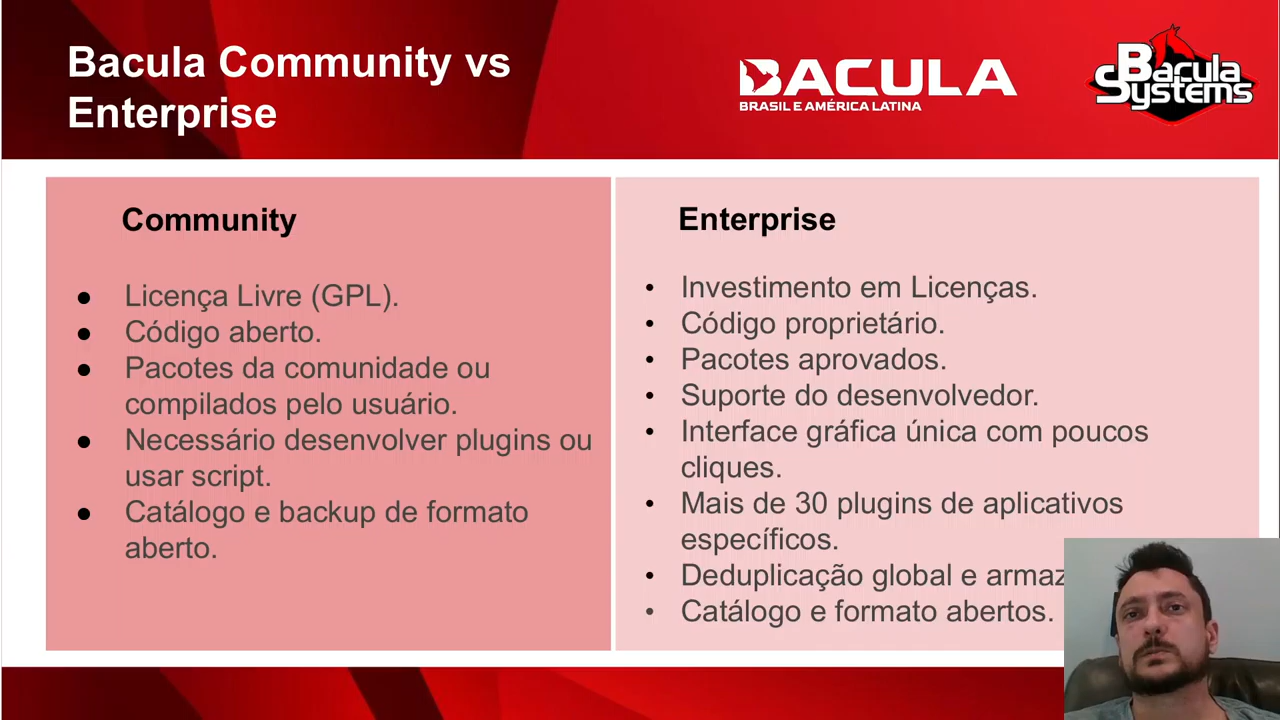 Bacula Community vs
Enterprise
BACULA
BRASIL E AMÉRICA LATINA
Bacula
Systems
Community
● Licença Livre (GPL).
● Código aberto.
● Pacotes da comunidade ou
compilados pelo usuário.
● Necessário desenvolver plugins ou
usar script.
● Catálogo e backup de formato
aberto.
Enterprise
• Investimento em Licenças.
• Código proprietário.
• Pacotes aprovados.
• Suporte do desenvolvedor.
• Interface gráfica única com poucos
cliques.
• Mais de 30 plugins de aplicativos
específicos.
• Deduplicação global e
• Catálogo e formato abertos.